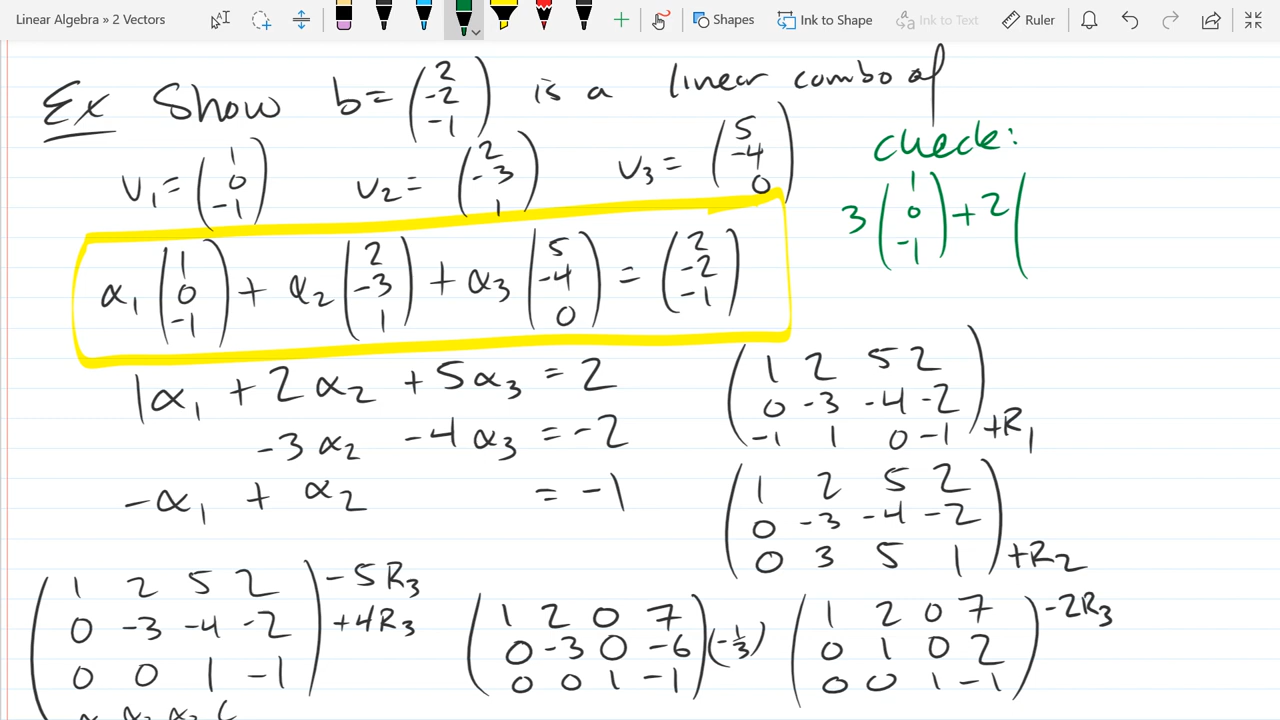 Linear Algebra » 2 Vectors
Shapes Ink to Shape Ink to Text Ruler
Ex Show b = (2 -2 -1) is a linear combo of
v1 = (1 0 -1) v2 = (2 -3 1) v3 = (5 -4 0)
check:
3 (1 0 -1) + 2 (
α1 (1 0 -1) + α2 (2 -3 1) + α3 (5 -4 0) = (2 -2 -1)
1α1 + 2α2 + 5α3 = 2
-3α2 - 4α3 = -2
-α1 + α2 = -1
1 2 5 2
0 -3 -4 -2
-1 1 0 -1 +R1
1 2 5 2
0 -3 -4 -2
0 3 5 1 +R2
1 2 5 2 -5R3
0 -3 -4 -2 +4R3
0 0 1 -1
1 2 0 7
0 -3 0 -6 (-1/3)
0 0 1 -1
1 2 0 7 -2R3
0 1 0 2
0 0 1 -1